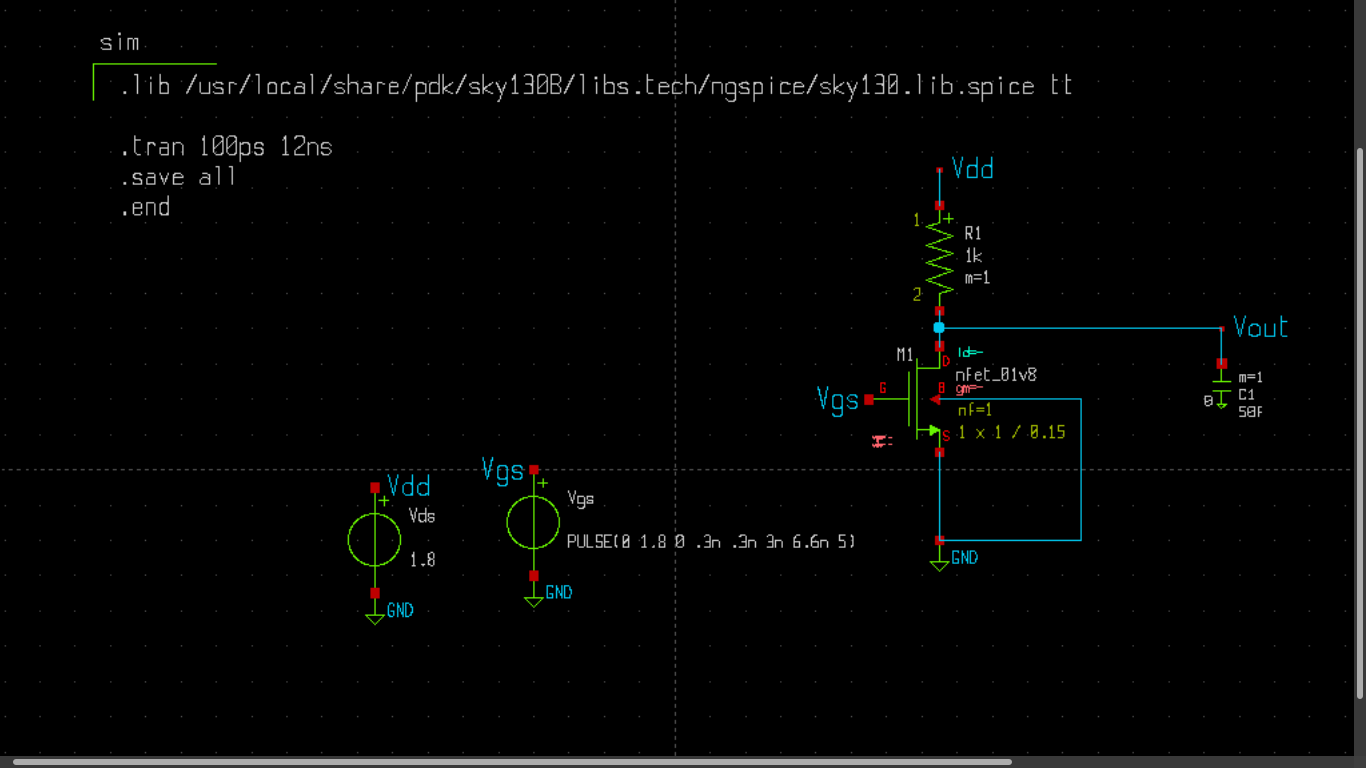 sim
.lib /usr/local/share/pdk/sky130B/libs.tech/ngspice/sky130.lib.spice tt
.tran 100ps 12ns
.save all
.end
Vdd
1
+
R1
1k
m=1
2
Vout
M1
Id=-
D
nfet_01v8
G
B
gm=-
Vgs
nf=1
S
1 x 1 / 0.15
m=1
C1
0
50f
GND
Vdd
+
Vds
1.8
GND
Vgs
+
Vgs
PULSE(0 1.8 0 .3n .3n 3n 6.6n 5)
GND